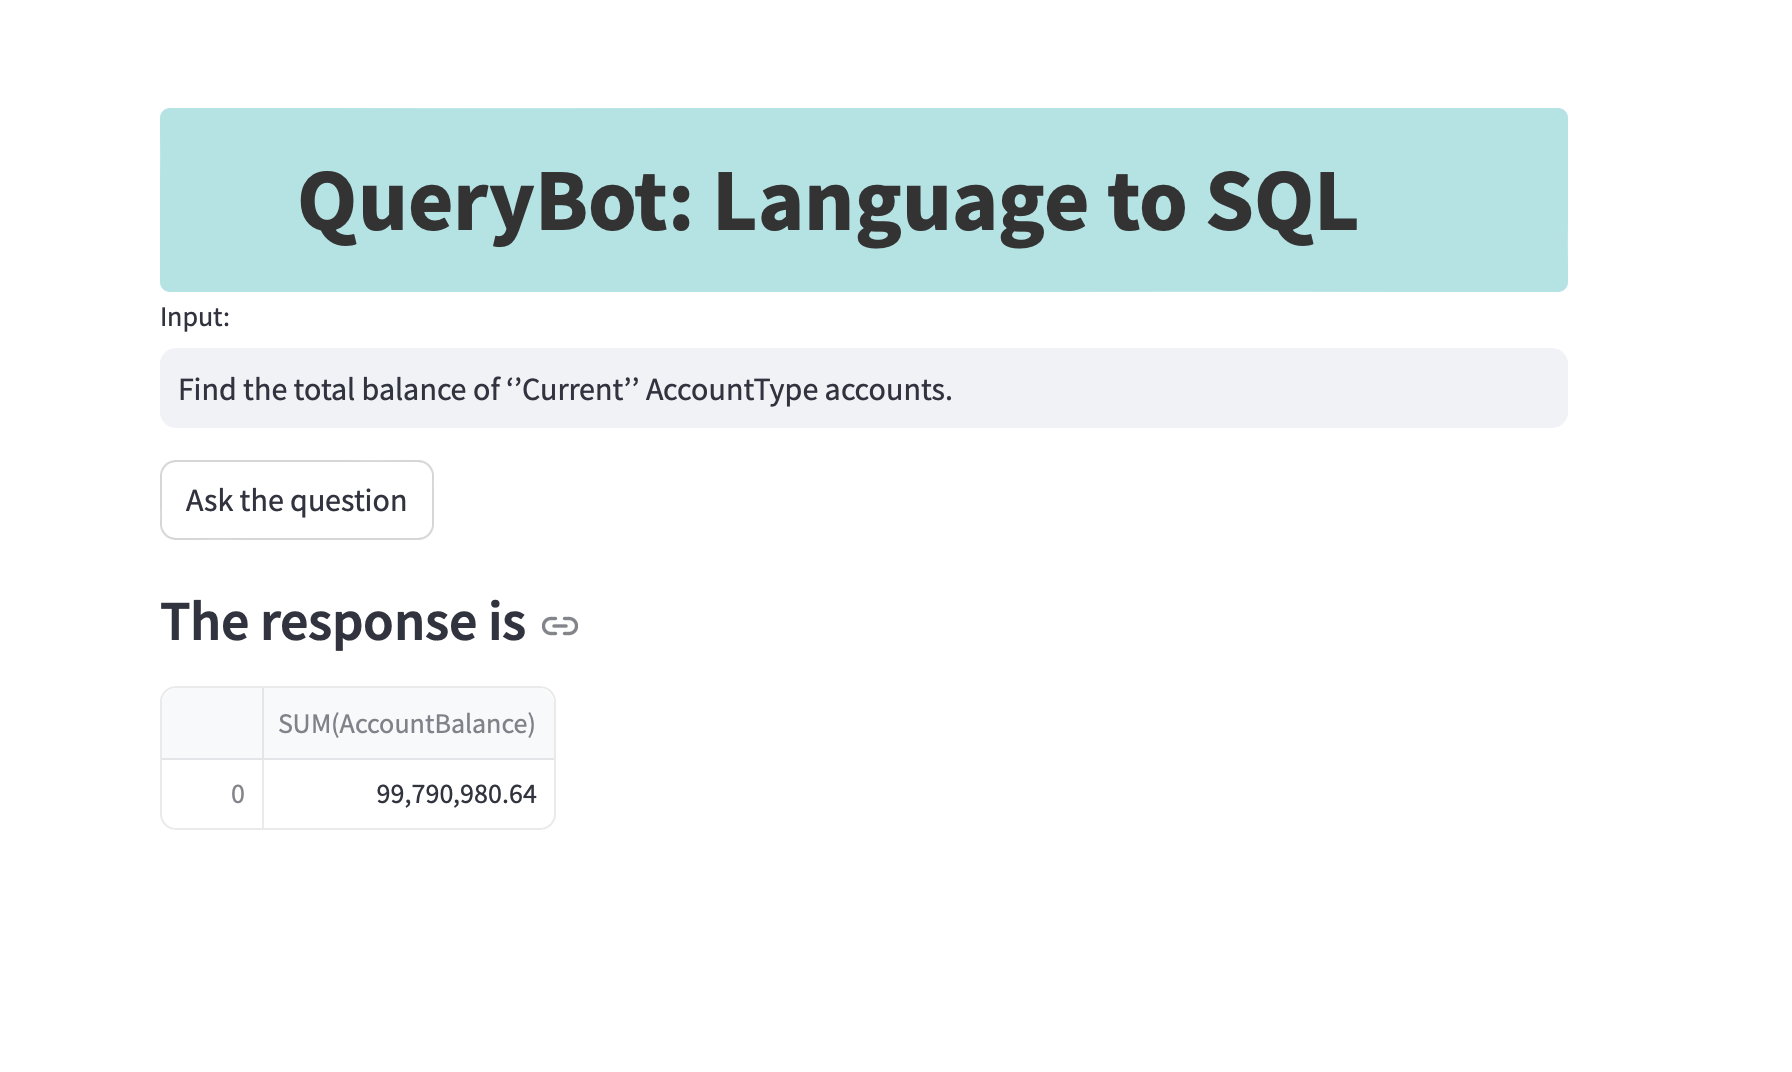 QueryBot: Language to SQL
Input:
Find the total balance of ‘’Current’’ AccountType accounts.
Ask the question
The response is
SUM(AccountBalance)
0 99,790,980.64